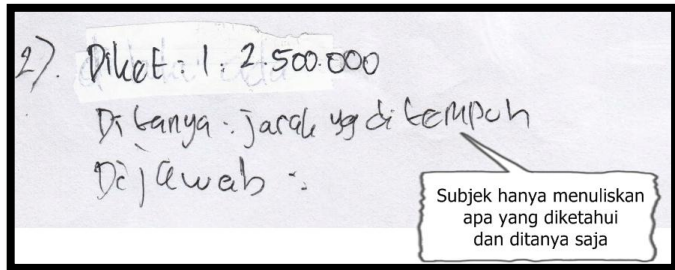 2). Diket : 1 : 2.500.000
Ditanya : jarak yg di tempuh
Dijawab :
Subjek hanya menuliskan
apa yang diketahui
dan ditanya saja